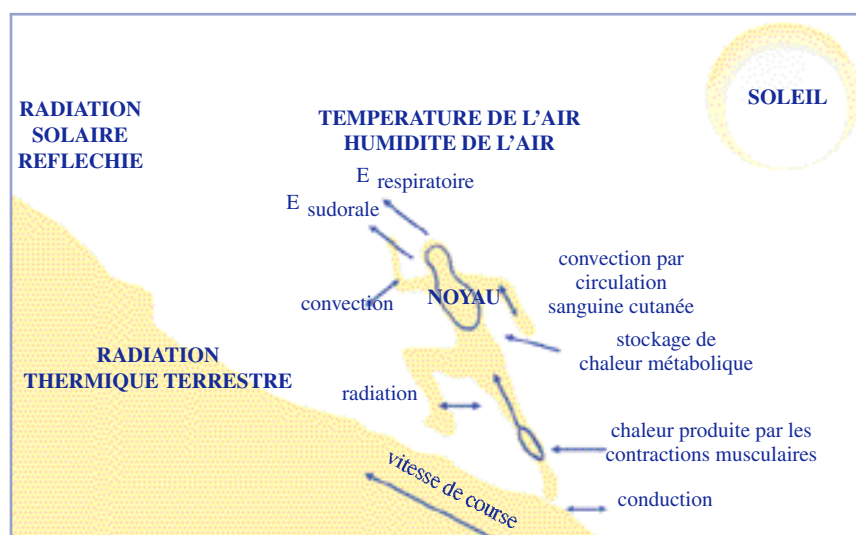 RADIATION
SOLAIRE
REFLECHIE
TEMPERATURE DE L’AIR
HUMIDITE DE L’AIR
SOLEIL
E respiratoire
E sudorale
convection
NOYAU
convection par
circulation
sanguine cutanée
stockage de
chaleur métabolique
RADIATION
THERMIQUE TERRESTRE
radiation
chaleur produite par les
contractions musculaires
vitesse de course
conduction